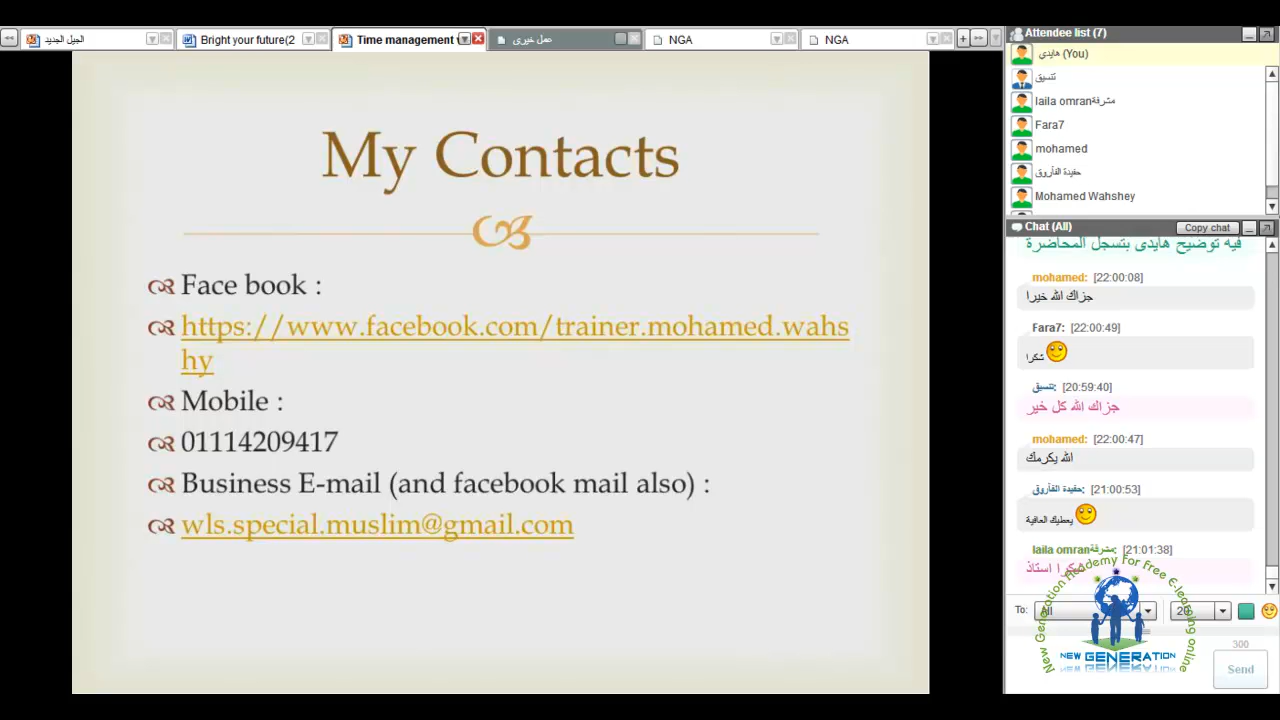 الجيل الجديد
Bright your future(2
Time management
عمل خيرى
NGA
NGA
My Contacts
Face book :
https://www.facebook.com/trainer.mohamed.wahs
hy
Mobile :
01114209417
Business E-mail (and facebook mail also) :
wls.special.muslim@gmail.com
Attendee list (7)
هايدي (You)
تنسيق
laila omranمشرفة
Fara7
mohamed
حفيدة الفأروق
Mohamed Wahshey
Chat (All)
Copy chat
فيه توضيح هايدى بتسجل المحاضرة
mohamed: [22:00:08]
جزاك الله خيرا
Fara7: [22:00:49]
شكرا
تنسيق: [20:59:40]
جزاك الله كل خير
mohamed: [22:00:47]
الله يكرمك
حفيدة الفأروق: [21:00:53]
يعطيك العافية
laila omranمشرفة: [21:01:38]
شكرا استاذ
To: All
20
300
Send
New Generation Academy For Free E-learning online
NEW GENERATION